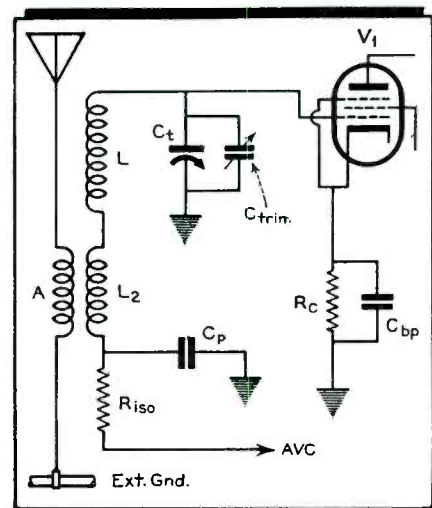 V1
Ct
L
Ctrim.
A
L2
Cp
RC
Cbp
Riso
AVC
Ext. Gnd.